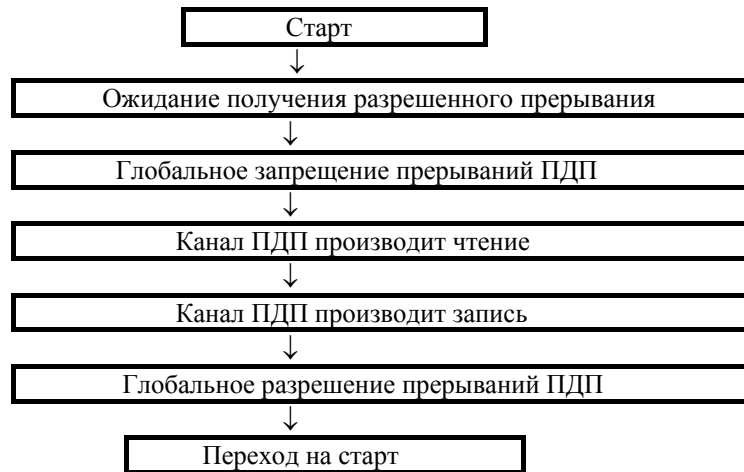 Старт
↓
Ожидание получения разрешенного прерывания
↓
Глобальное запрещение прерываний ПДП
↓
Канал ПДП производит чтение
↓
Канал ПДП производит запись
↓
Глобальное разрешение прерываний ПДП
↓
Переход на старт